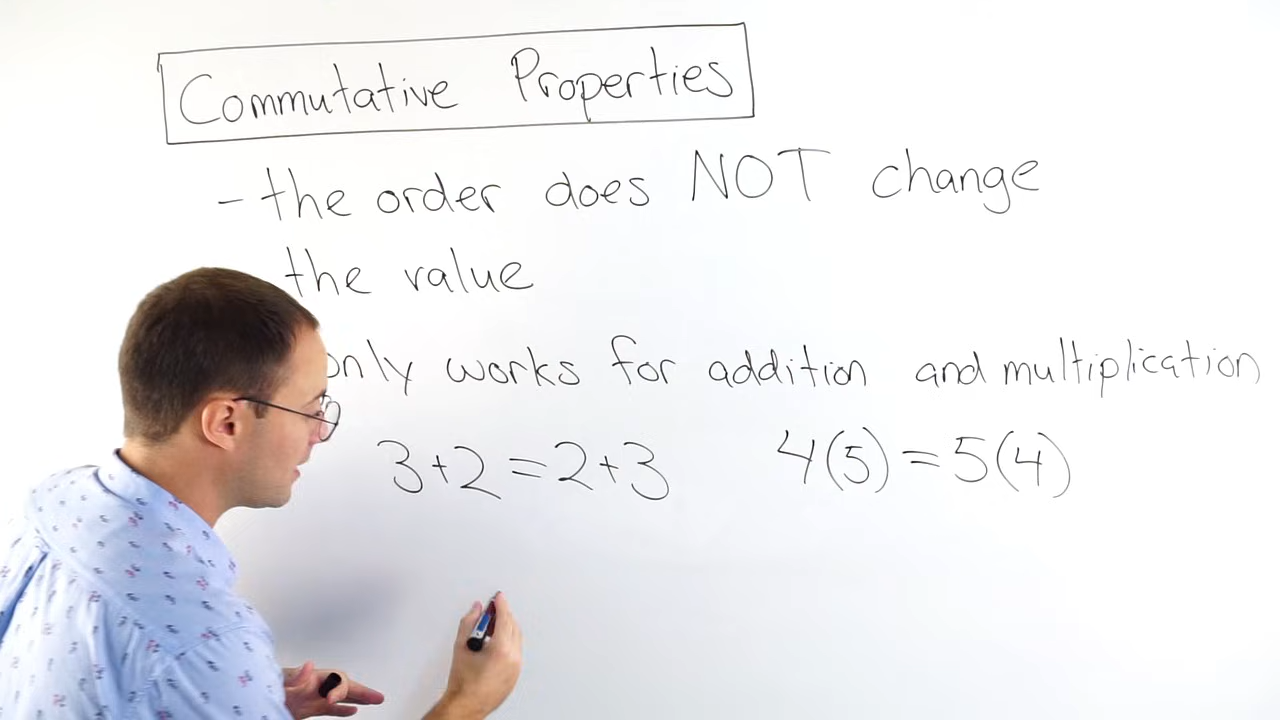 Commutative Properties
- the order does NOT change
the value
only works for addition and multiplication
3+2=2+3 4(5)=5(4)